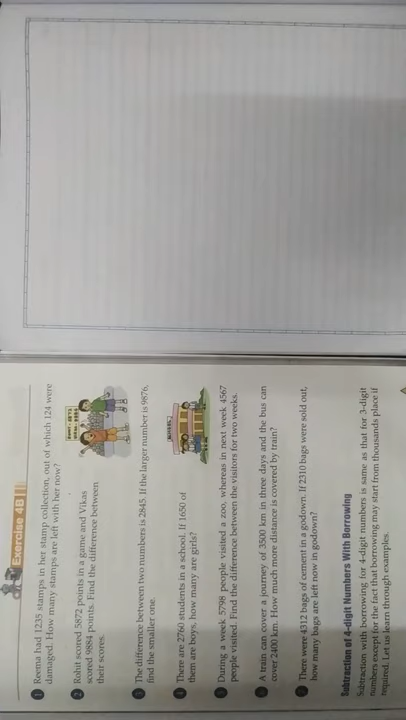 Exercise 4B
1 Reema had 1235 stamps in her stamp collection, out of which 124 were
damaged. How many stamps are left with her now?
2 Rohit scored 5872 points in a game and Vikas
scored 9884 points. Find the difference between
their scores.
3 The difference between two numbers is 2845. If the larger number is 9876,
find the smaller one.
4 There are 2760 students in a school. If 1650 of
them are boys, how many are girls?
5 During a week 5798 people visited a zoo, whereas in next week 4567
people visited. Find the difference between the visitors for two weeks.
6 A train can cover a journey of 3500 km in three days and the bus can
cover 2400 km. How much more distance is covered by train?
7 There were 4312 bags of cement in a godown. If 2310 bags were sold out,
how many bags are left now in godown?
Subtraction of 4-digit Numbers With Borrowing
Subtraction with borrowing for 4-digit numbers is same as that for 3-digit
numbers except for the fact that borrowing may start from thousands place if
required. Let us learn through examples.